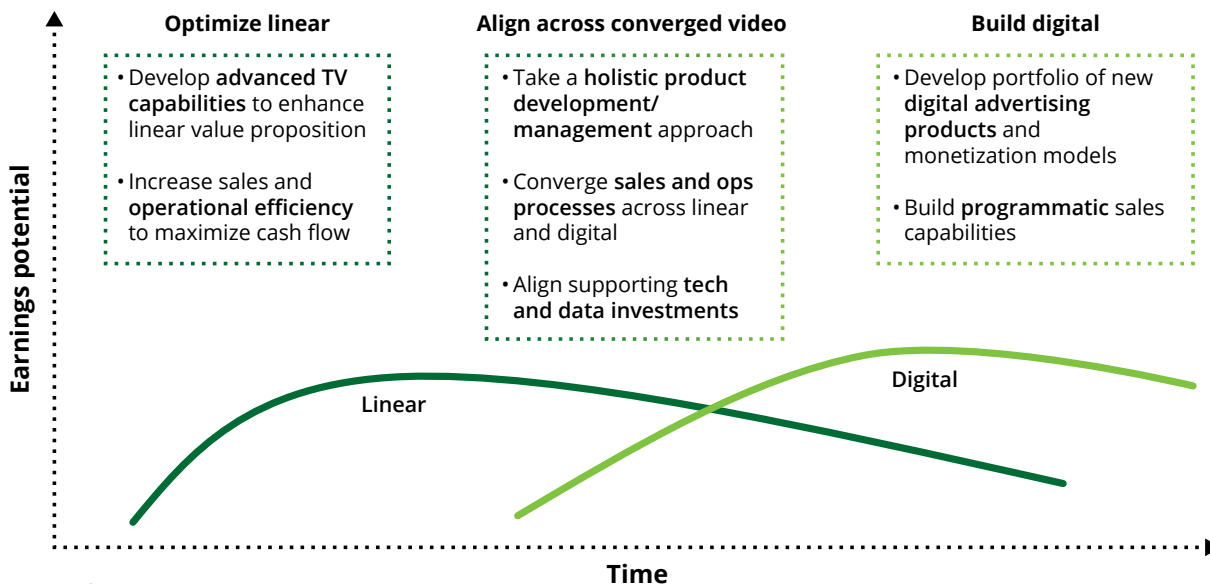 Optimize linear
• Develop advanced TV
capabilities to enhance
linear value proposition
• Increase sales and
operational efficiency
to maximize cash flow
Align across converged video
• Take a holistic product
development/
management approach
• Converge sales and ops
processes across linear
and digital
• Align supporting tech
and data investments
Build digital
• Develop portfolio of new
digital advertising
products and
monetization models
• Build programmatic sales
capabilities
Earnings potential
Linear
Digital
Time